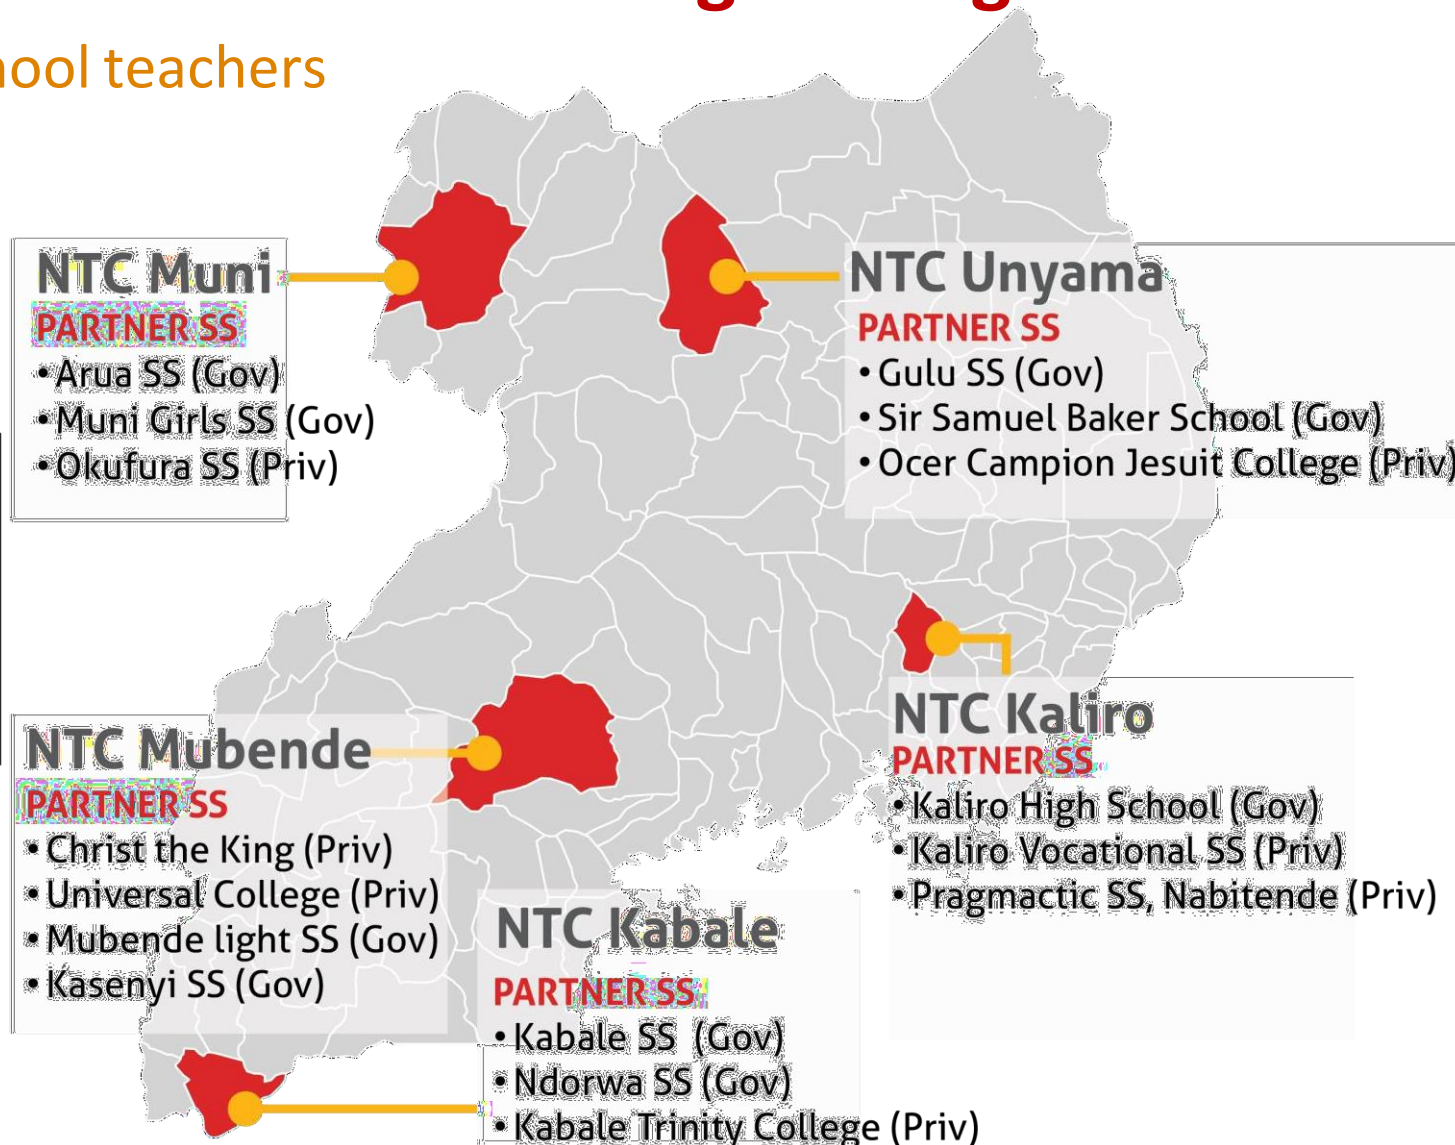 school teachers
NTC Muni
PARTNER SS
• Arua SS (Gov)
• Muni Girls SS (Gov)
• Okufura SS (Priv)
NTC Unyama
PARTNER SS
• Gulu SS (Gov)
• Sir Samuel Baker School (Gov)
• Ocer Campion Jesuit College (Priv)
NTC Mubende
PARTNER SS
• Christ the King (Priv)
• Universal College (Priv)
• Mubende light SS (Gov)
• Kasenyi SS (Gov)
NTC Kaliro
PARTNER SS
• Kaliro High School (Gov)
• Kaliro Vocational SS (Priv)
• Pragmactic SS, Nabitende (Priv)
NTC Kabale
PARTNER SS
• Kabale SS (Gov)
• Ndorwa SS (Gov)
• Kabale Trinity College (Priv)